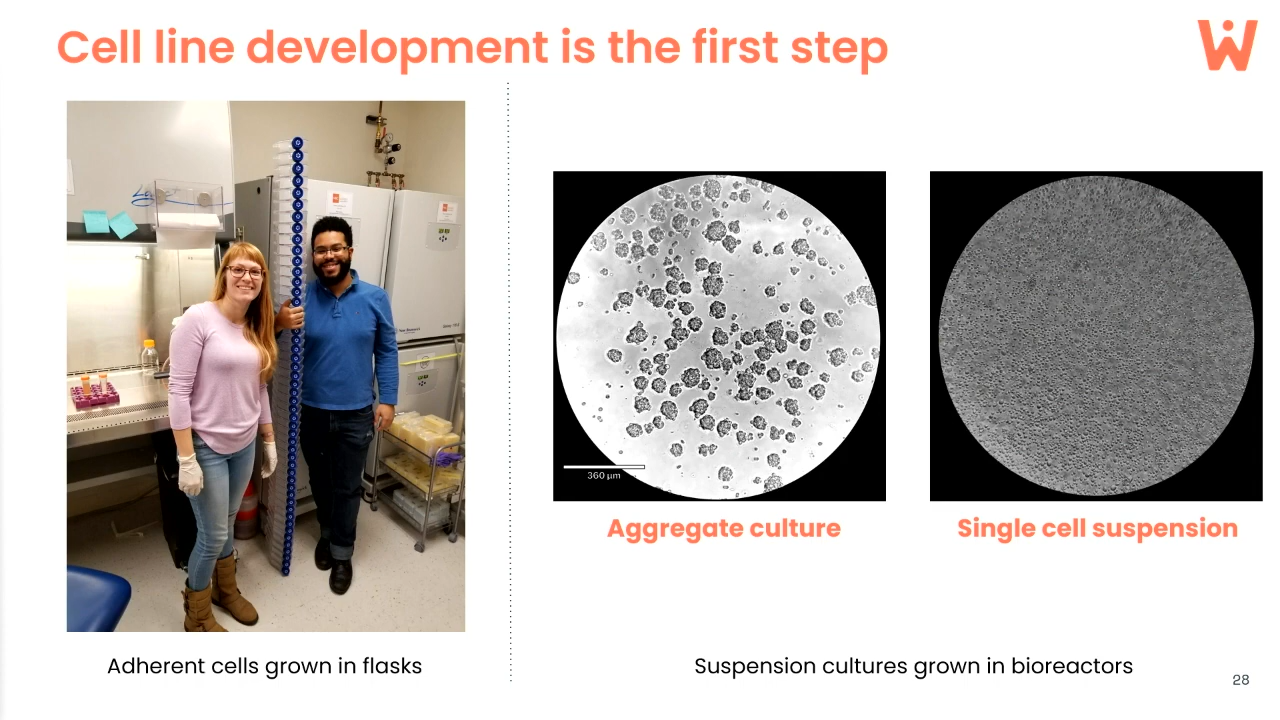 Cell line development is the first step
360 µm
Aggregate culture
Single cell suspension
Adherent cells grown in flasks
Suspension cultures grown in bioreactors
28